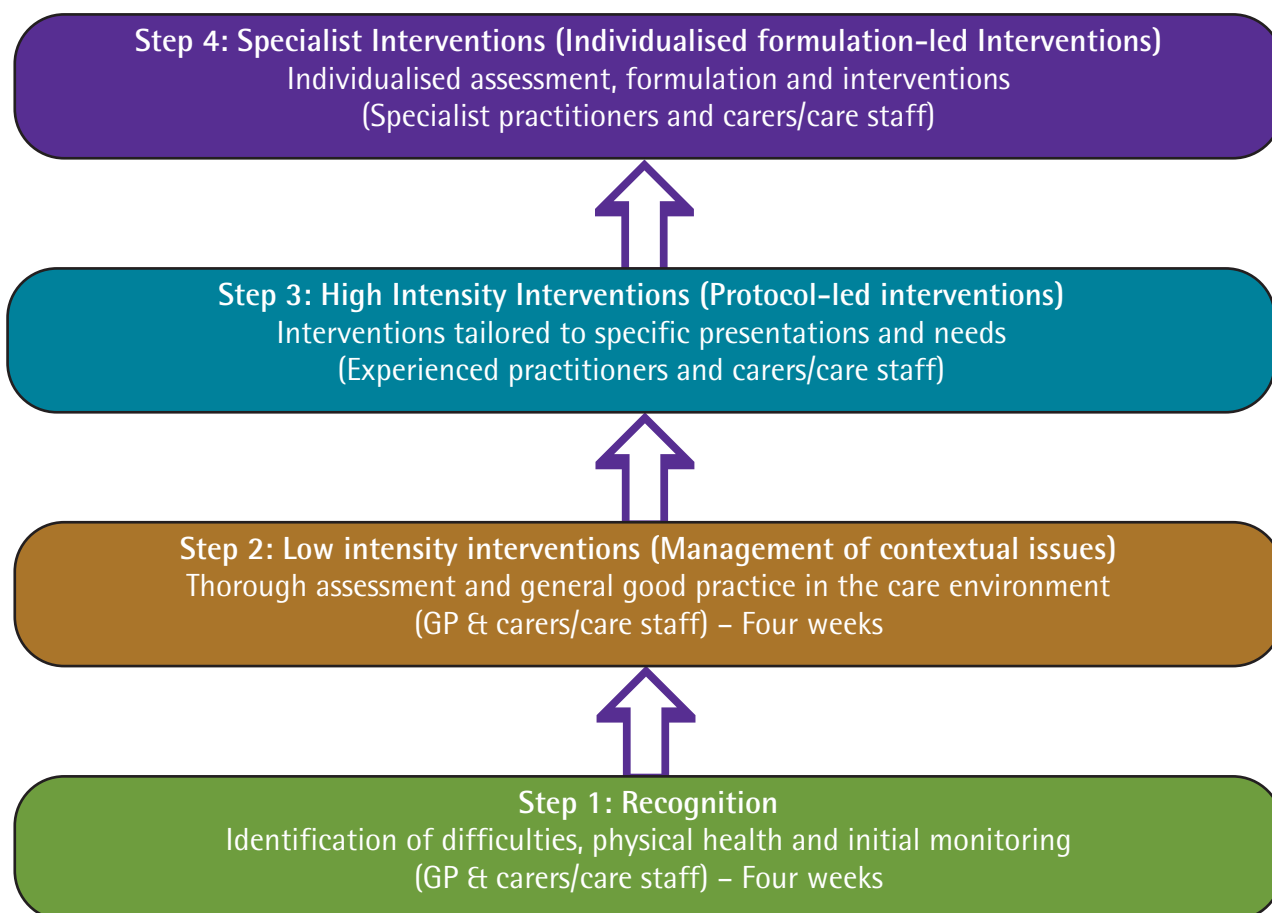 Step 4: Specialist Interventions (Individualised formulation-led Interventions)
Individualised assessment, formulation and interventions
(Specialist practitioners and carers/care staff)
Step 3: High Intensity Interventions (Protocol-led interventions)
Interventions tailored to specific presentations and needs
(Experienced practitioners and carers/care staff)
Step 2: Low intensity interventions (Management of contextual issues)
Thorough assessment and general good practice in the care environment
(GP & carers/care staff) – Four weeks
Step 1: Recognition
Identification of difficulties, physical health and initial monitoring
(GP & carers/care staff) – Four weeks